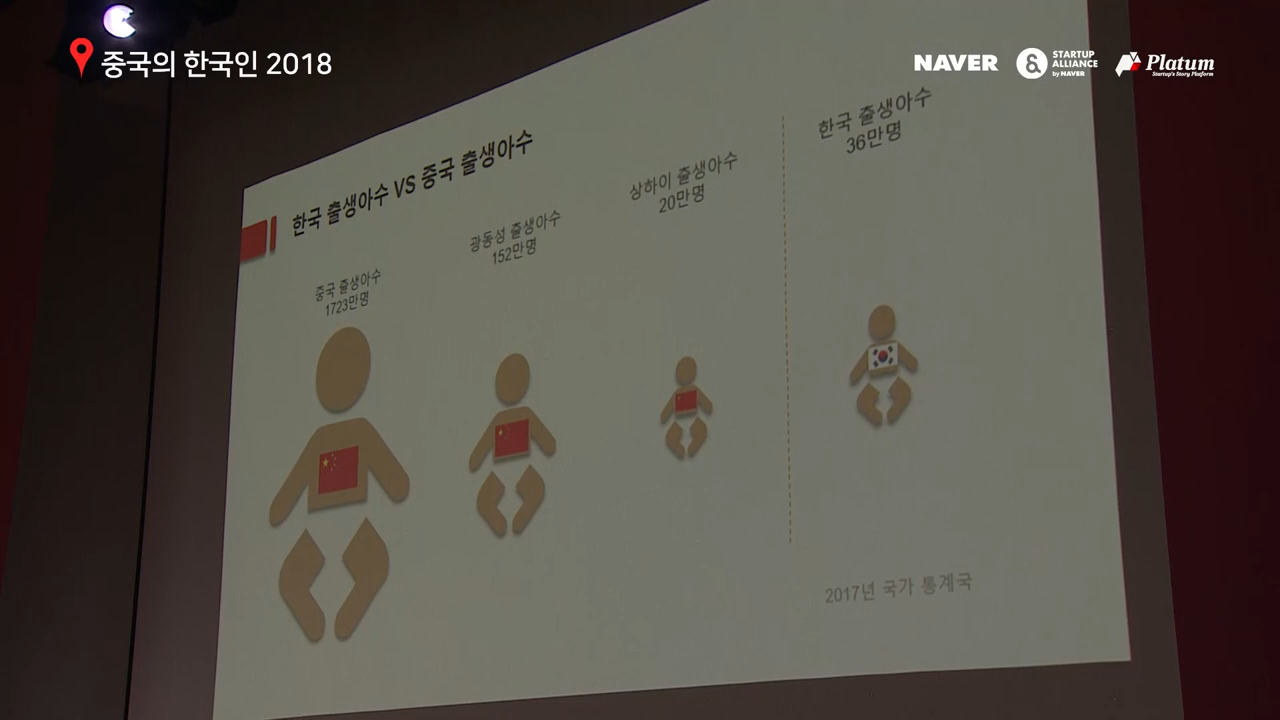 중국의 한국인 2018
NAVER
& STARTUP
ALLIANCE
by NAVER
Platum
Startup's Story Platform
한국 출생아수 VS 중국 출생아수
중국 출생아수
1723만명
광동성 출생아수
152만명
상하이 출생아수
20만명
한국 출생아수
36만명
2017년 국가 통계국